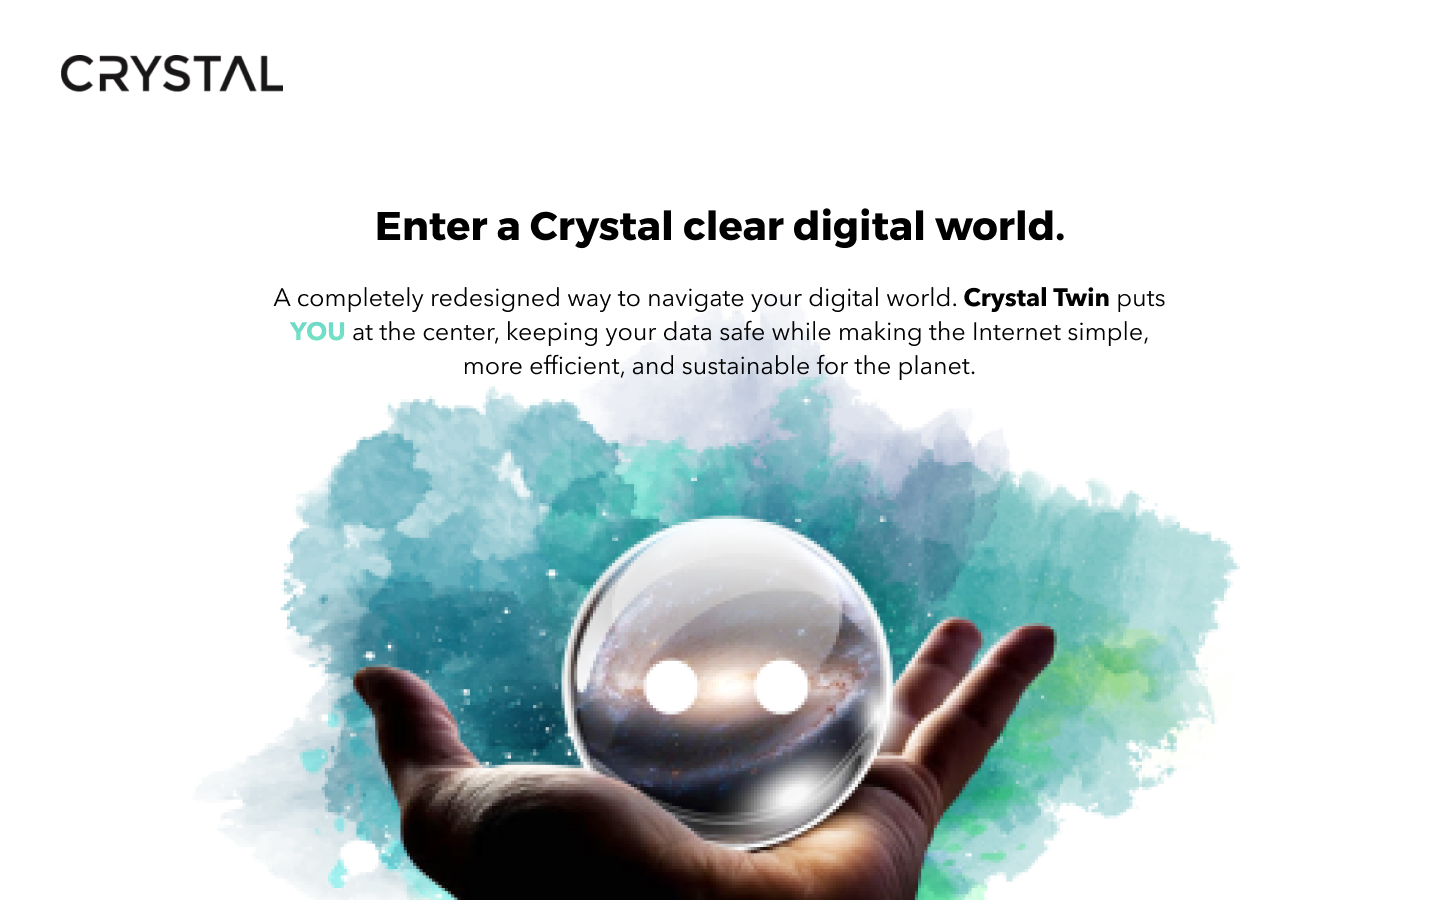 CRYSTAL
Enter a Crystal clear digital world.
A completely redesigned way to navigate your digital world. Crystal Twin puts
YOU at the center, keeping your data safe while making the Internet simple,
more efficient, and sustainable for the planet.